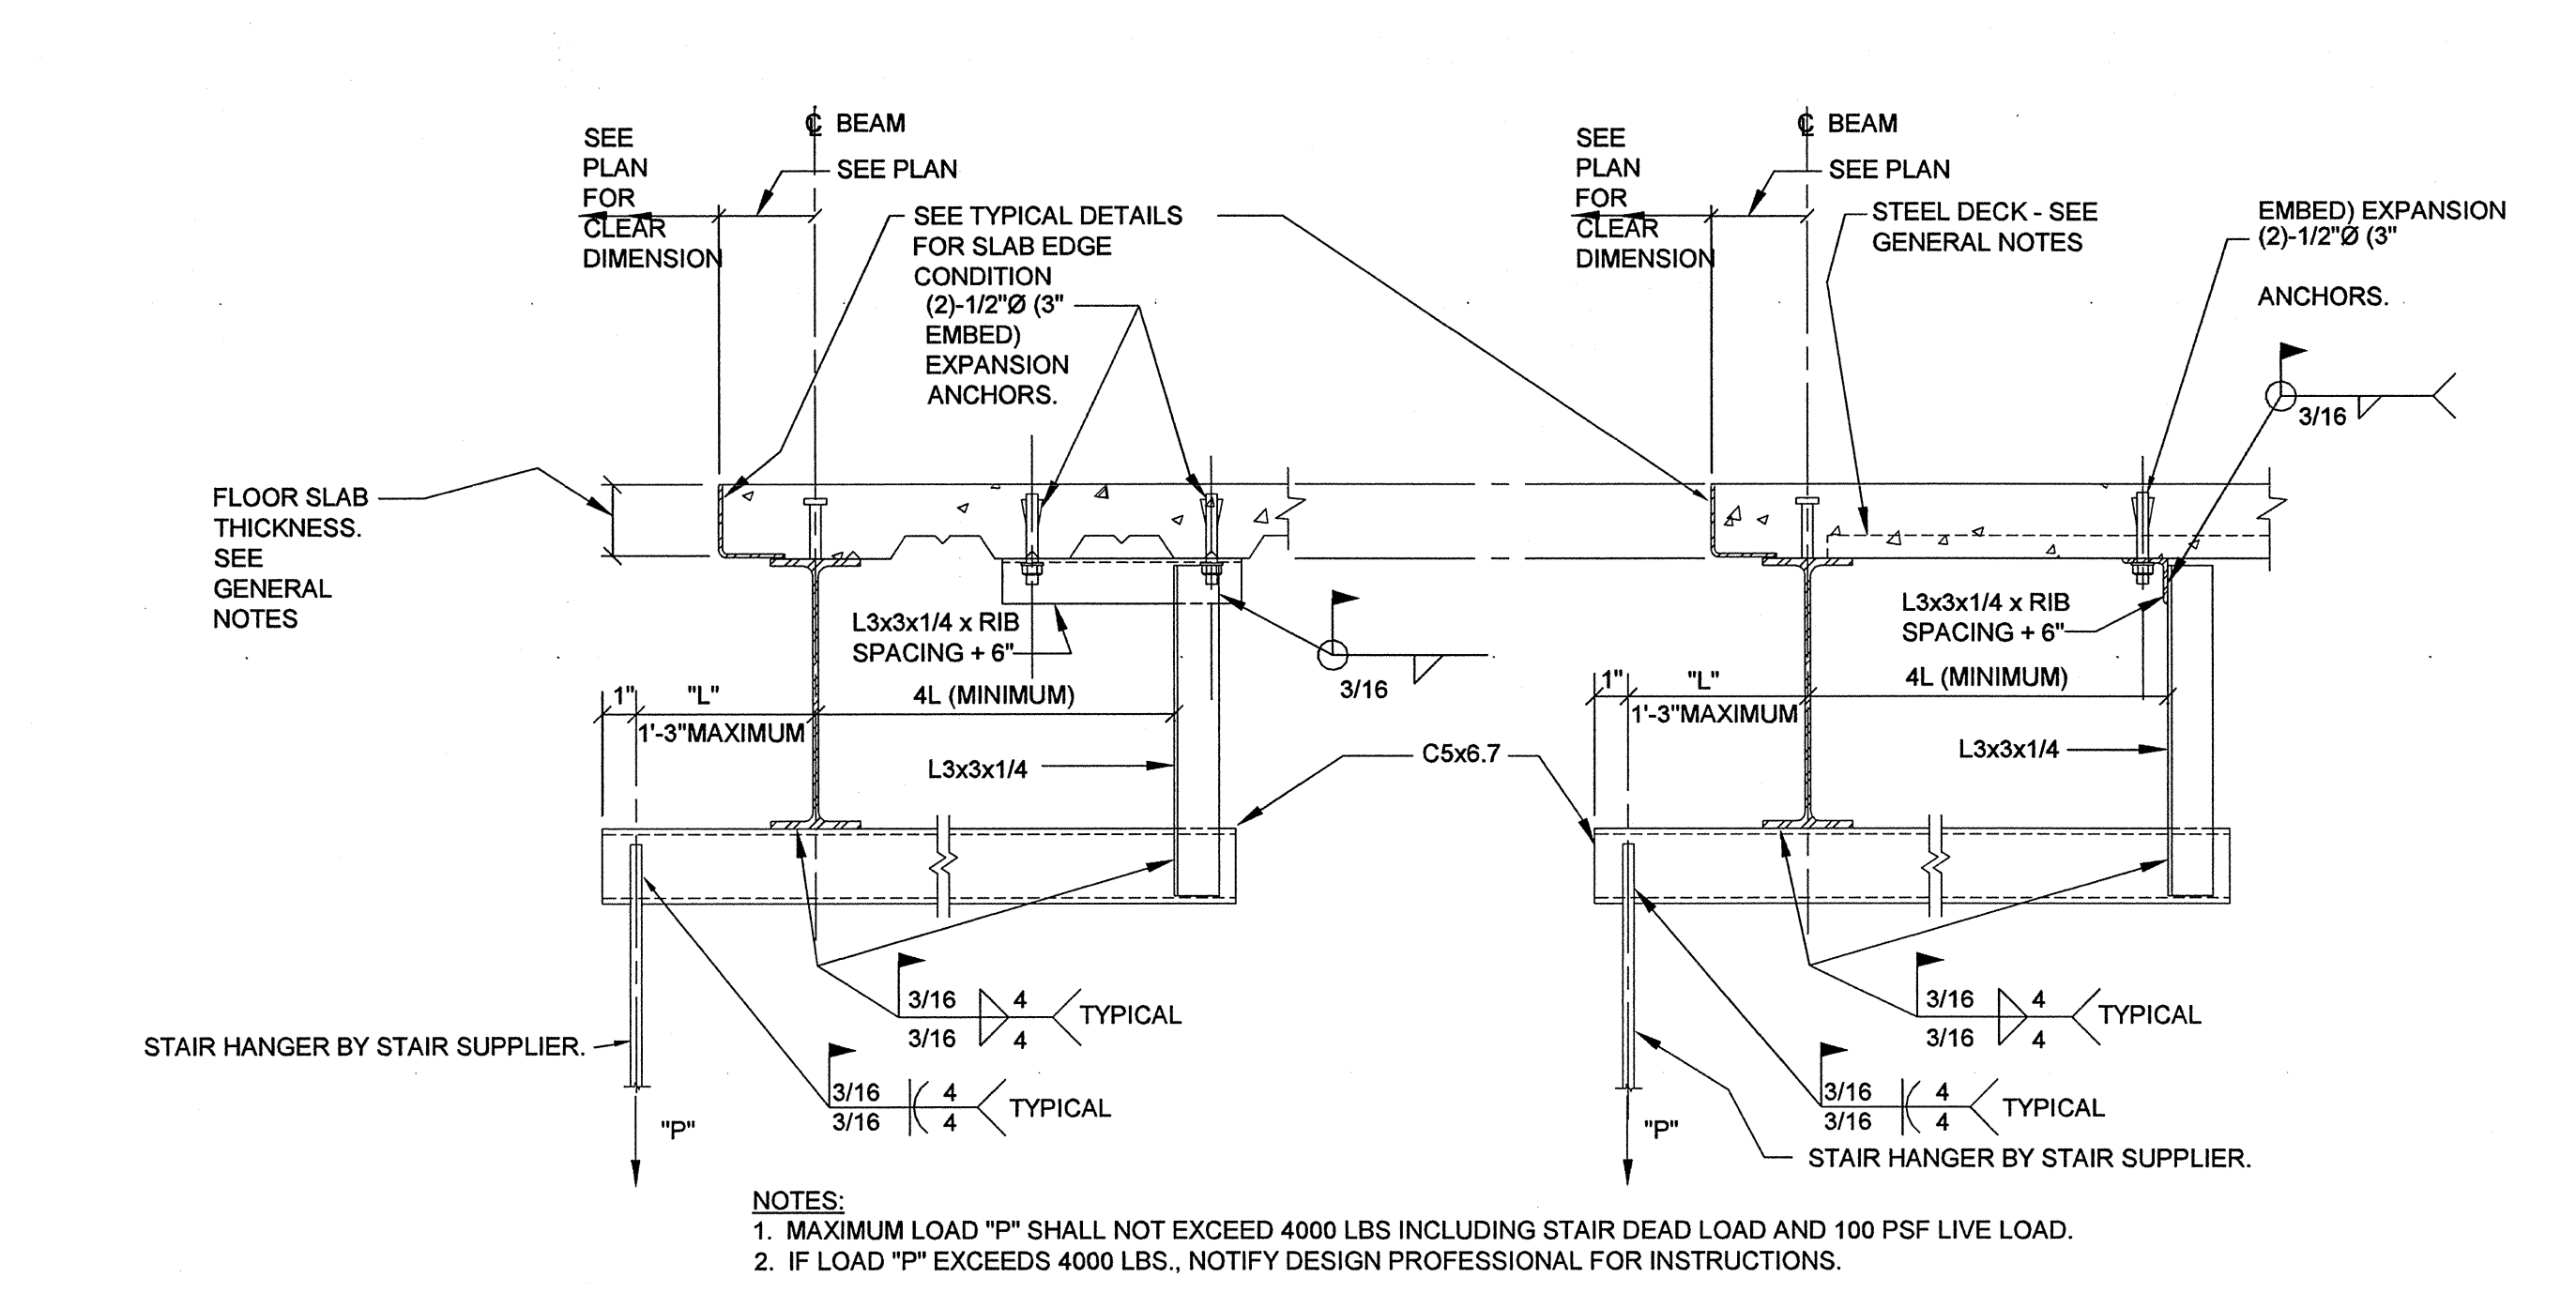 SEE
PLAN
FOR
CLEAR
DIMENSION
℄ BEAM
SEE PLAN
SEE TYPICAL DETAILS
FOR SLAB EDGE
CONDITION
(2)-1/2"Ø (3"
EMBED)
EXPANSION
ANCHORS.
FLOOR SLAB
THICKNESS.
SEE
GENERAL
NOTES
L3x3x1/4 x RIB
SPACING + 6"
3/16
1"
"L"
4L (MINIMUM)
1'-3"MAXIMUM
L3x3x1/4
C5x6.7
3/16 4
3/16 4
TYPICAL
STAIR HANGER BY STAIR SUPPLIER.
3/16 4
3/16 4
TYPICAL
"P"
SEE
PLAN
FOR
CLEAR
DIMENSION
℄ BEAM
SEE PLAN
STEEL DECK - SEE
GENERAL NOTES
EMBED) EXPANSION
(2)-1/2"Ø (3"
ANCHORS.
3/16
L3x3x1/4 x RIB
SPACING + 6"
1"
"L"
4L (MINIMUM)
1'-3"MAXIMUM
L3x3x1/4
3/16 4
3/16 4
TYPICAL
3/16 4
3/16 4
TYPICAL
"P"
STAIR HANGER BY STAIR SUPPLIER.
NOTES:
1. MAXIMUM LOAD "P" SHALL NOT EXCEED 4000 LBS INCLUDING STAIR DEAD LOAD AND 100 PSF LIVE LOAD.
2. IF LOAD "P" EXCEEDS 4000 LBS., NOTIFY DESIGN PROFESSIONAL FOR INSTRUCTIONS.